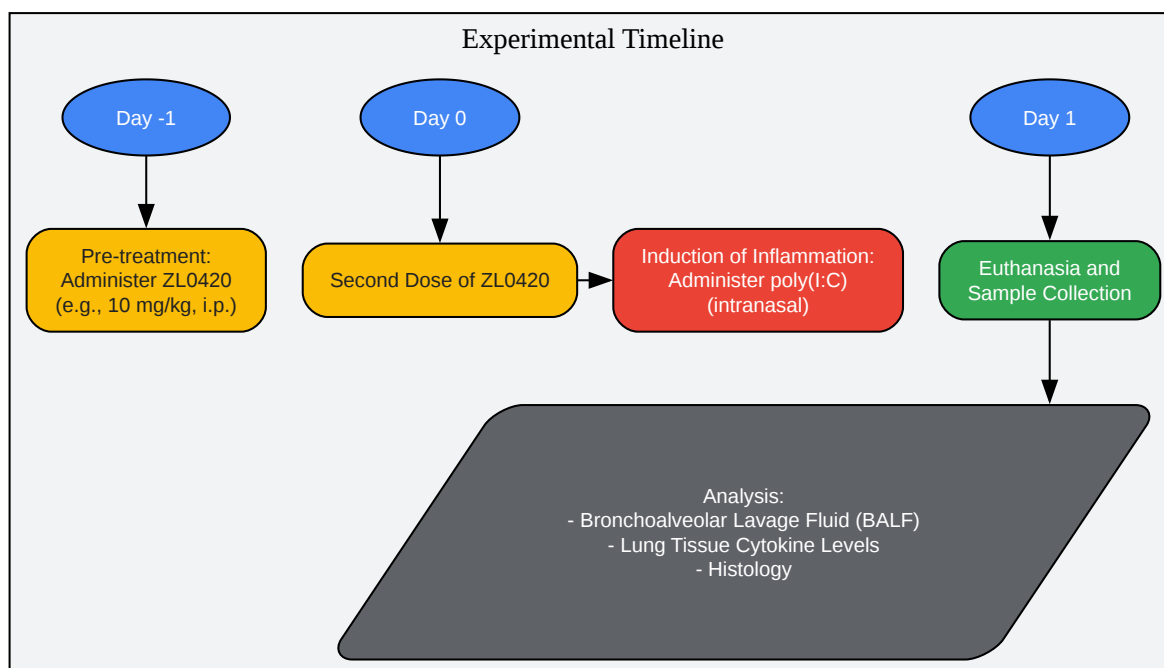 Experimental Timeline
Day -1
Day 0
Day 1
Pre-treatment:
Administer ZL0420
(e.g., 10 mg/kg, i.p.)
Second Dose of ZL0420
Induction of Inflammation:
Administer poly(I:C)
(intranasal)
Euthanasia and
Sample Collection
Analysis:
- Bronchoalveolar Lavage Fluid (BALF)
- Lung Tissue Cytokine Levels
- Histology